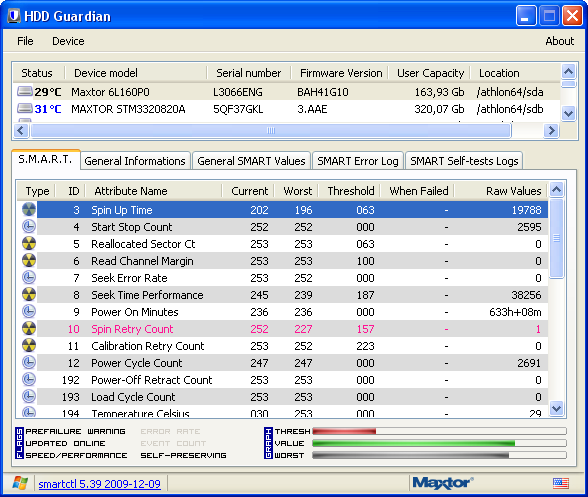 HDD Guardian
File Device About
Status Device model Serial number Firmware Version User Capacity Location
29°C Maxtor 6L160P0 L3066ENG BAH41G10 163,93 Gb /athlon64/sda
31°C MAXTOR STM3320820A 5QF37GKL 3.AAE 320,07 Gb /athlon64/sdb
S.M.A.R.T. General Informations General SMART Values SMART Error Log SMART Self-tests Logs
Type ID Attribute Name Current Worst Threshold When Failed Raw Values
3 Spin Up Time 202 196 063 - 19788
4 Start Stop Count 252 252 000 - 2595
5 Reallocated Sector Ct 253 253 063 - 0
6 Read Channel Margin 253 253 100 - 0
7 Seek Error Rate 253 252 000 - 0
8 Seek Time Performance 245 239 187 - 38256
9 Power On Minutes 236 236 000 - 633h+08m
10 Spin Retry Count 252 227 157 - 1
11 Calibration Retry Count 253 252 223 - 0
12 Power Cycle Count 247 247 000 - 2691
192 Power-Off Retract Count 253 253 000 - 0
193 Load Cycle Count 253 253 000 - 0
194 Temperature Celsius 030 253 000 - 29
FLAGS PREFAILURE WARNING ERROR RATE GRAPH THRESH
UPDATED ONLINE EVENT COUNT VALUE
SPEED/PERFORMANCE SELF-PRESERVING WORST
smartctl 5.39 2009-12-09 Maxtor